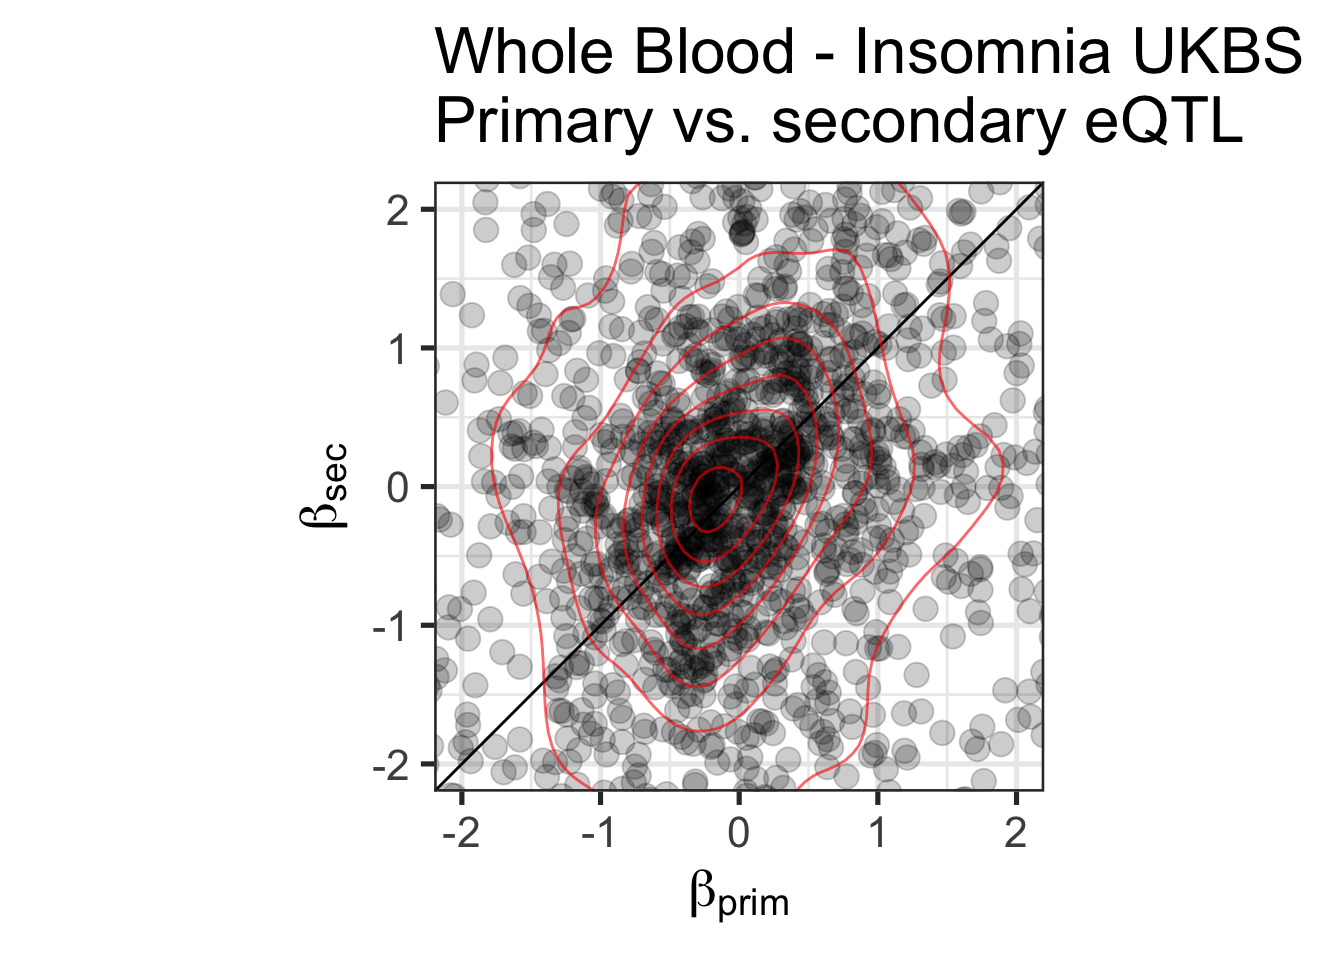 Whole Blood - Insomnia UKBS
Primary vs. secondary eQTL
2
1
0
-1
-2
βsec
-2 -1 0 1 2
βprim